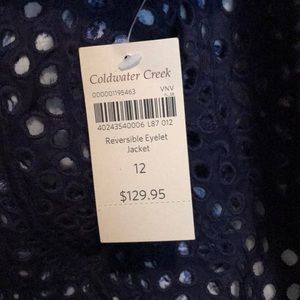 Coldwater Creek
000001195463 VNV
40243540006 L87 012
Reversible Eyelet
Jacket
12
$129.95